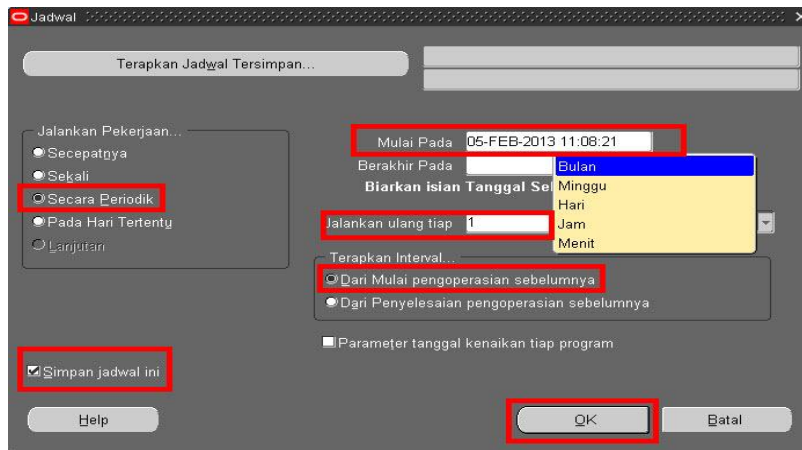 Jadwal
Terapkan Jadwal Tersimpan...
Jalankan Pekerjaan...
Secepatnya
Sekali
Secara Periodik
Pada Hari Tertentu
Lanjutan
Mulai Pada 05-FEB-2013 11:08:21
Berakhir Pada
Biarkan isian Tanggal
Bulan
Minggu
Hari
Jam
Menit
Jalankan ulang tiap 1
Terapkan Interval...
Dari Mulai pengoperasian sebelumnya
Dari Penyelesaian pengoperasian sebelumnya
Parameter tanggal kenaikan tiap program
Simpan jadwal ini
Help
OK
Batal